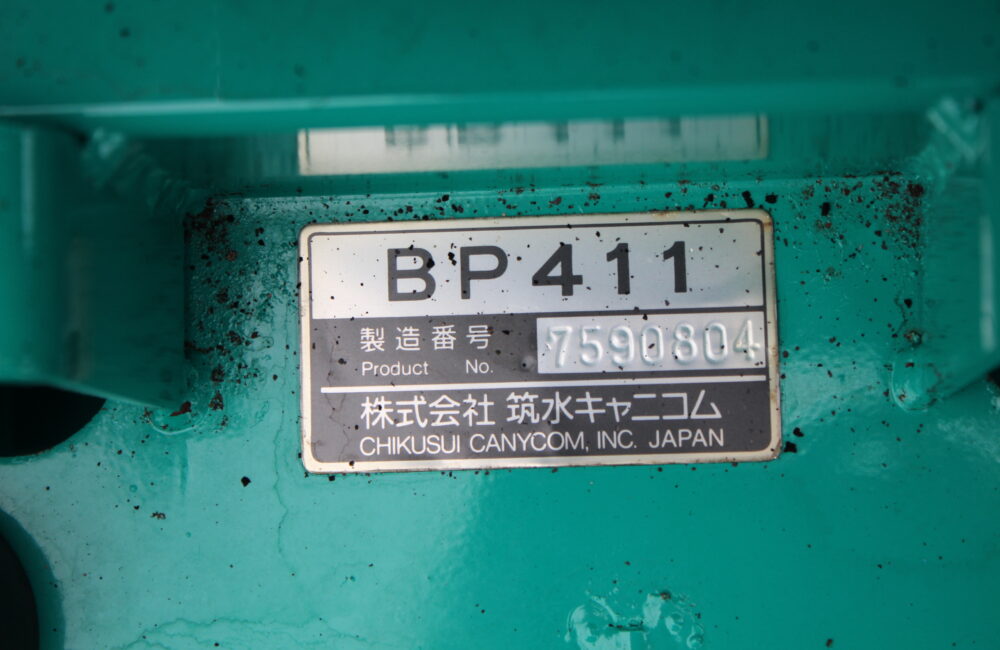 BP411
製造番号 7590804
Product No.
株式会社 筑水キャニコム
CHIKUSUI CANYCOM, INC. JAPAN